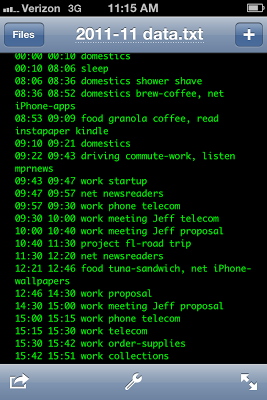 Verizon 3G 11:15 AM
Files 2011-11 data.txt +
00:00 00:10 domestics
00:10 08:06 sleep
08:06 08:36 domestics shower shave
08:36 08:52 domestics brew-coffee, net
iPhone-apps
08:53 09:09 food granola coffee, read
instapaper kindle
09:10 09:21 domestics
09:22 09:43 driving commute-work, listen
mprnews
09:43 09:47 work startup
09:47 09:57 net newsreaders
09:57 09:30 work phone telecom
09:30 10:00 work meeting Jeff telecom
10:00 10:40 work meeting Jeff proposal
10:40 11:30 project fl-road trip
11:30 12:20 net newsreaders
12:21 12:46 food tuna-sandwich, net iPhone-
wallpapers
12:46 14:30 work proposal
14:30 15:00 work meeting Jeff proposal
15:00 15:15 work phone telecom
15:15 15:30 work telecom
15:30 15:42 work order-supplies
15:42 15:51 work collections